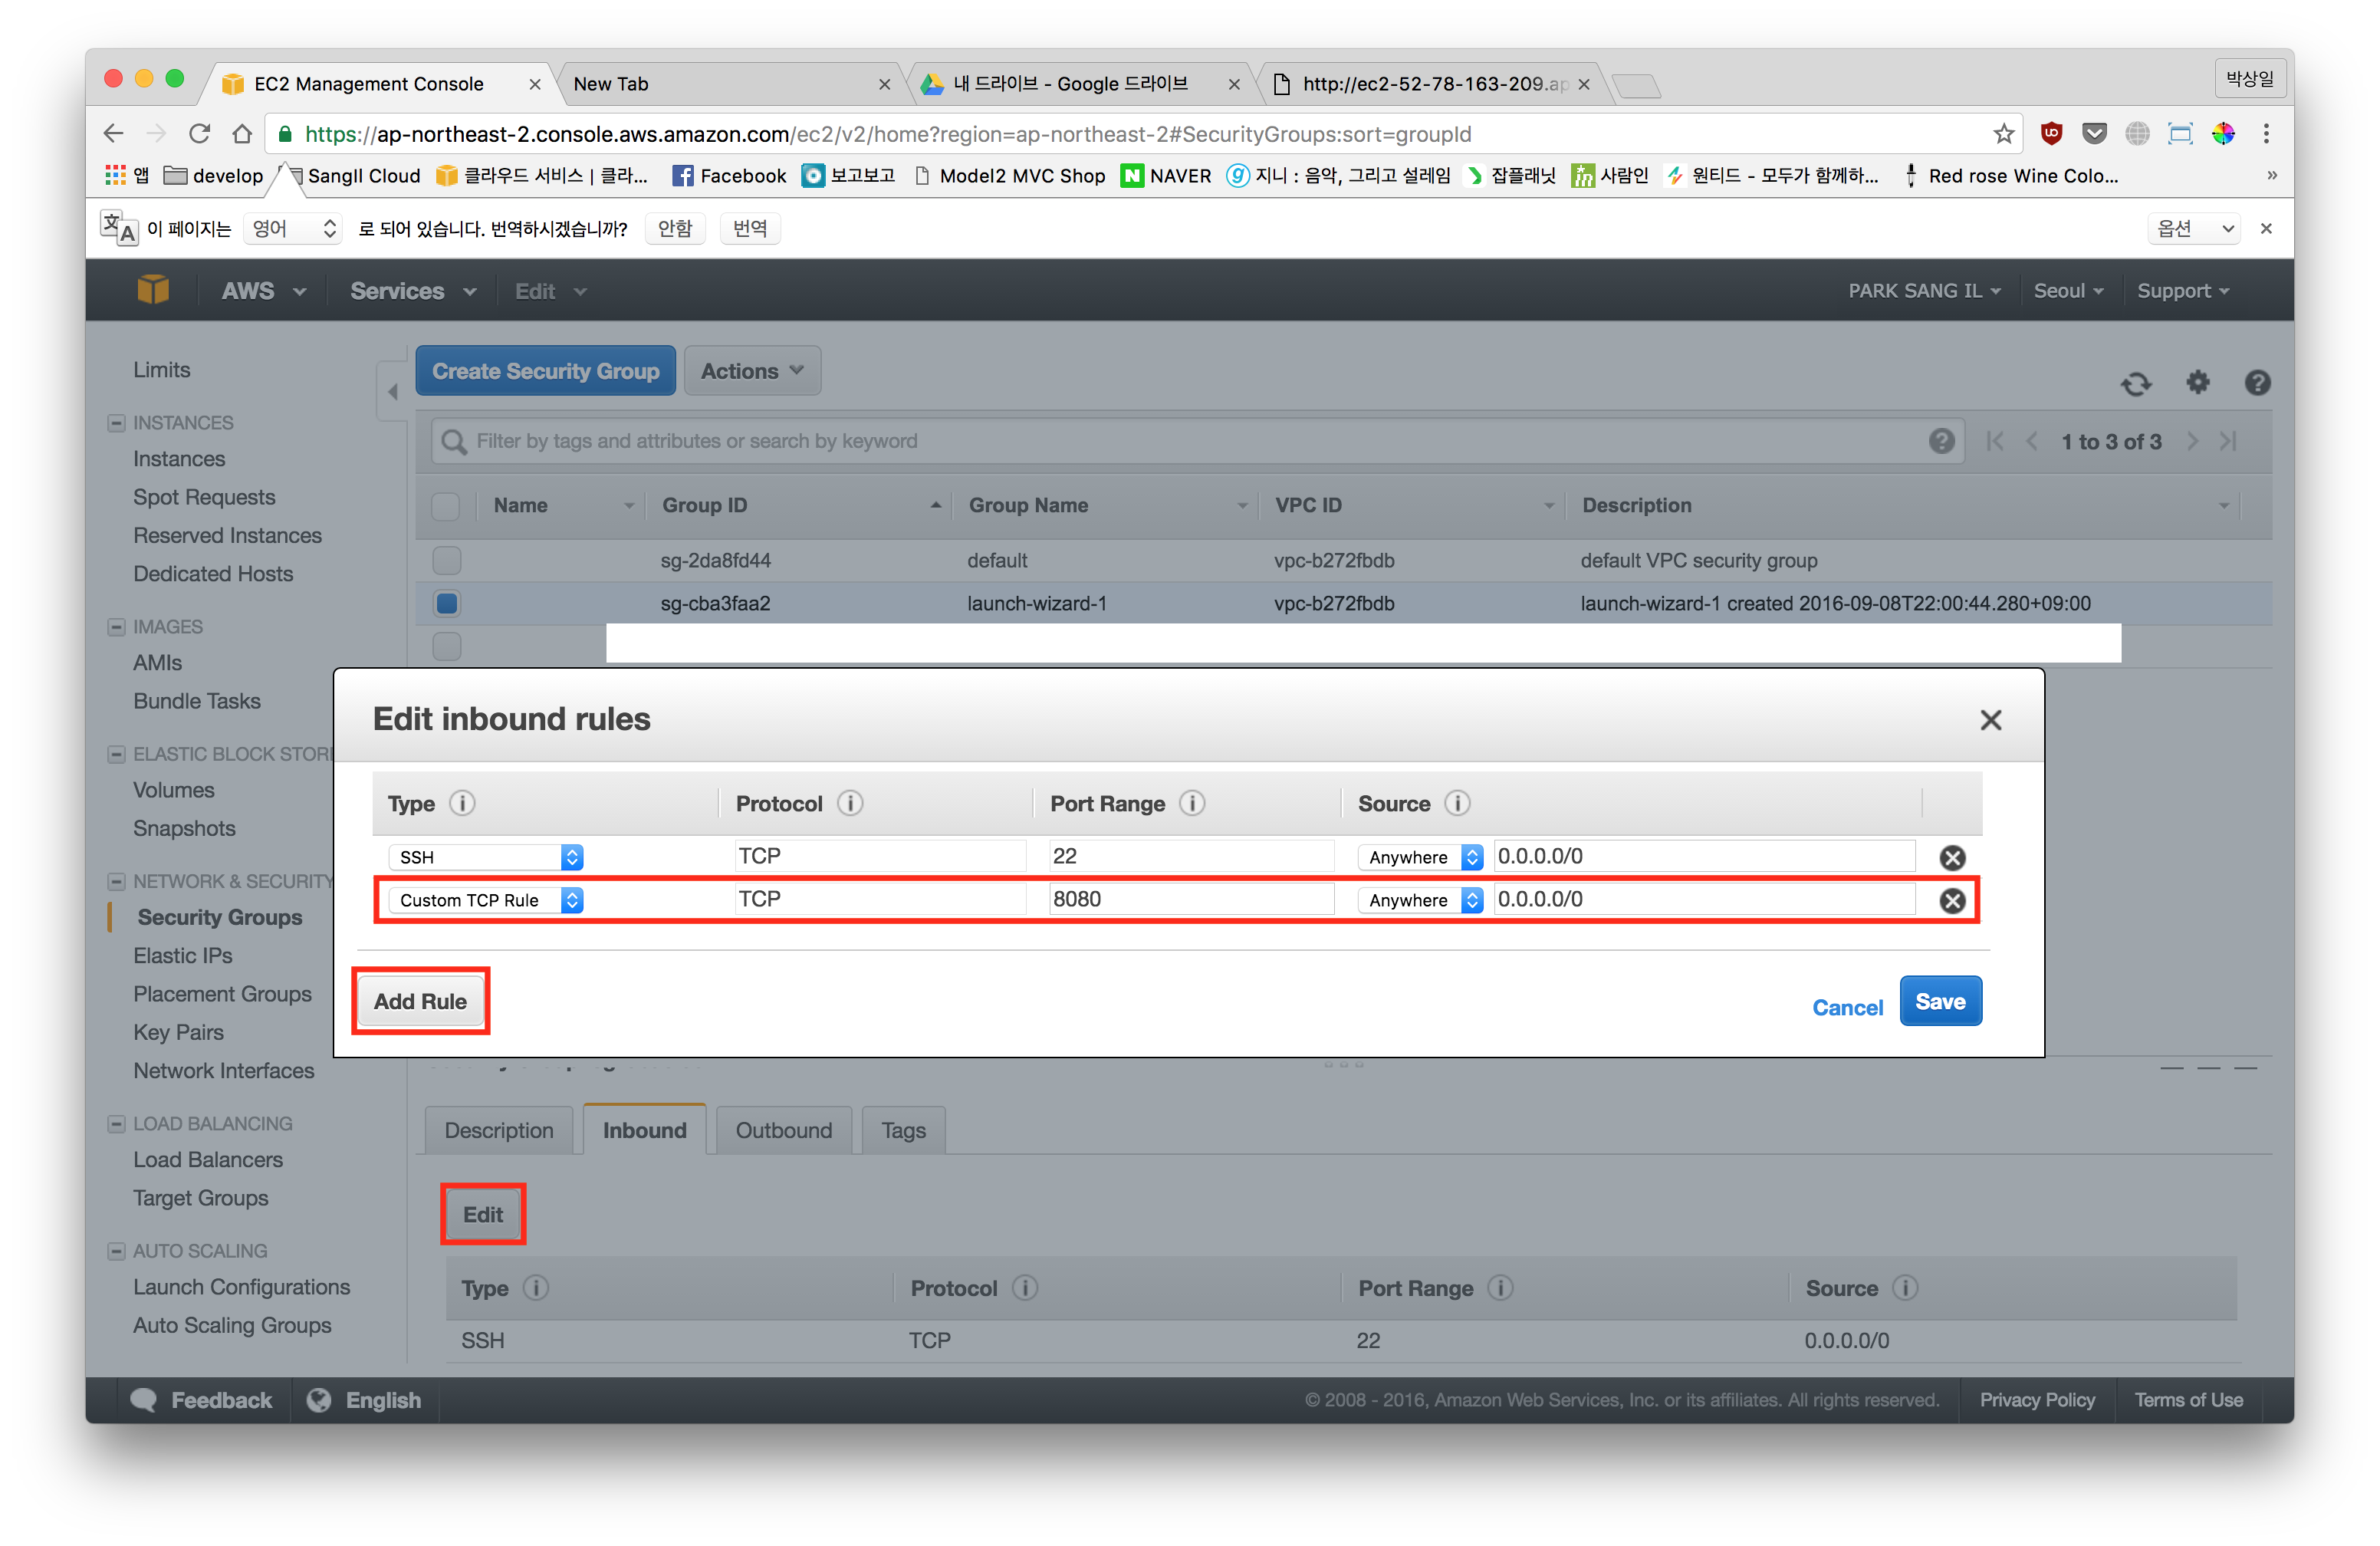 EC2 Management Console
New Tab
내 드라이브 - Google 드라이브
http://ec2-52-78-163-209.ap
박상일
https://ap-northeast-2.console.aws.amazon.com/ec2/v2/home?region=ap-northeast-2#SecurityGroups:sort=groupId
앱 develop SangIl Cloud 클라우드 서비스 | 클라... Facebook 보고보고 Model2 MVC Shop NAVER 지니 : 음악, 그리고 설레임 잡플래닛 사람인 원티드 - 모두가 함께하... Red rose Wine Colo... »
이 페이지는 영어 로 되어 있습니다. 번역하시겠습니까? 안함 번역 옵션
AWS Services Edit PARK SANG IL Seoul Support
Limits
INSTANCES
Instances
Spot Requests
Reserved Instances
Dedicated Hosts
IMAGES
AMIs
Bundle Tasks
ELASTIC BLOCK STOR
Volumes
Snapshots
NETWORK & SECURITY
Security Groups
Elastic IPs
Placement Groups
Key Pairs
Network Interfaces
LOAD BALANCING
Load Balancers
Target Groups
AUTO SCALING
Launch Configurations
Auto Scaling Groups
Create Security Group Actions
Filter by tags and attributes or search by keyword
1 to 3 of 3
Name Group ID Group Name VPC ID Description
sg-2da8fd44 default vpc-b272fbdb default VPC security group
sg-cba3faa2 launch-wizard-1 vpc-b272fbdb launch-wizard-1 created 2016-09-08T22:00:44.280+09:00
Edit inbound rules
Type Protocol Port Range Source
SSH TCP 22 Anywhere 0.0.0.0/0
Custom TCP Rule TCP 8080 Anywhere 0.0.0.0/0
Add Rule
Cancel Save
Description Inbound Outbound Tags
Edit
Type Protocol Port Range Source
SSH TCP 22 0.0.0.0/0
Feedback English
© 2008 - 2016, Amazon Web Services, Inc. or its affiliates. All rights reserved. Privacy Policy Terms of Use